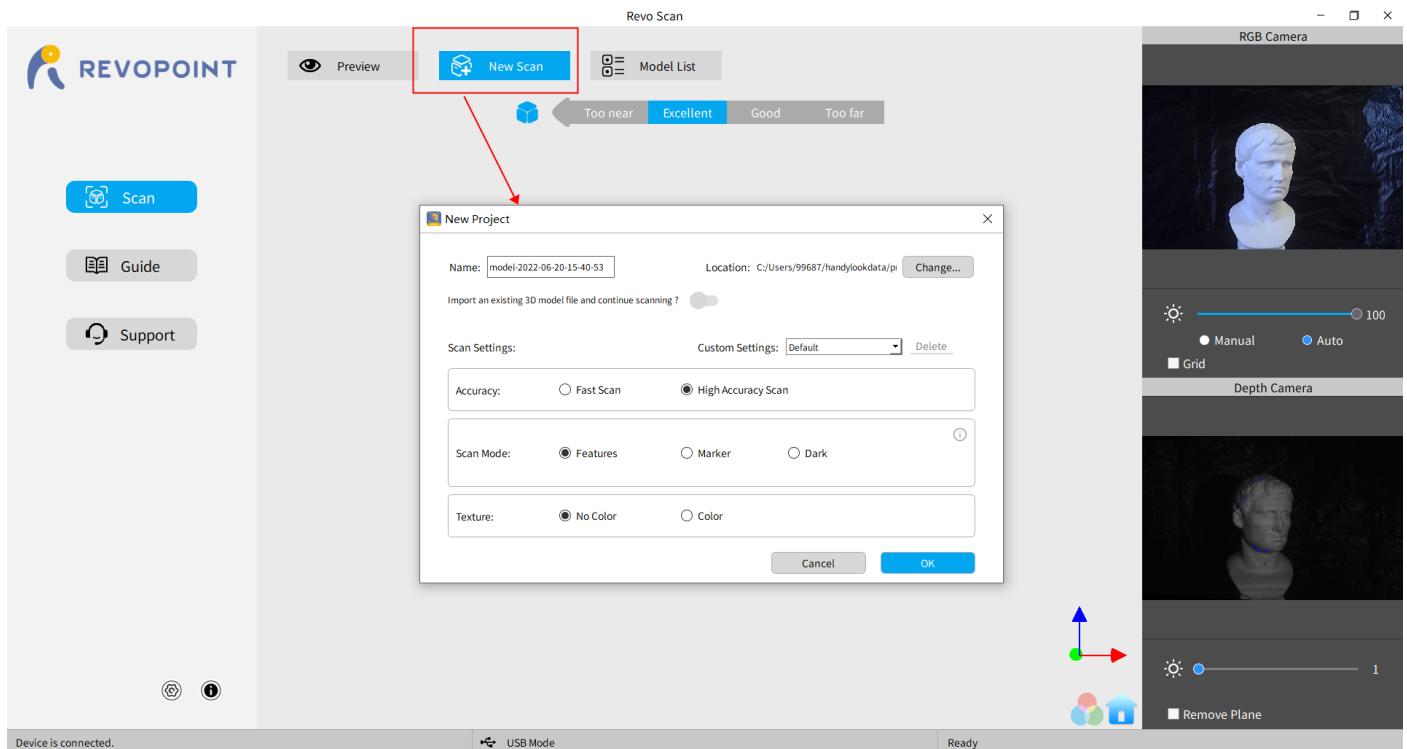 Revo Scan
REVOPOINT
Preview
New Scan
Model List
Too near
Excellent
Good
Too far
Scan
Guide
Support
New Project
Name: model-2022-06-20-15-40-53
Location: C:/Users/99687/handylookdata/p
Change...
Import an existing 3D model file and continue scanning ?
Scan Settings:
Custom Settings: Default
Delete
Accuracy: Fast Scan High Accuracy Scan
Scan Mode: Features Marker Dark
Texture: No Color Color
Cancel
OK
RGB Camera
100
Manual Auto
Grid
Depth Camera
1
Remove Plane
Device is connected.
USB Mode
Ready